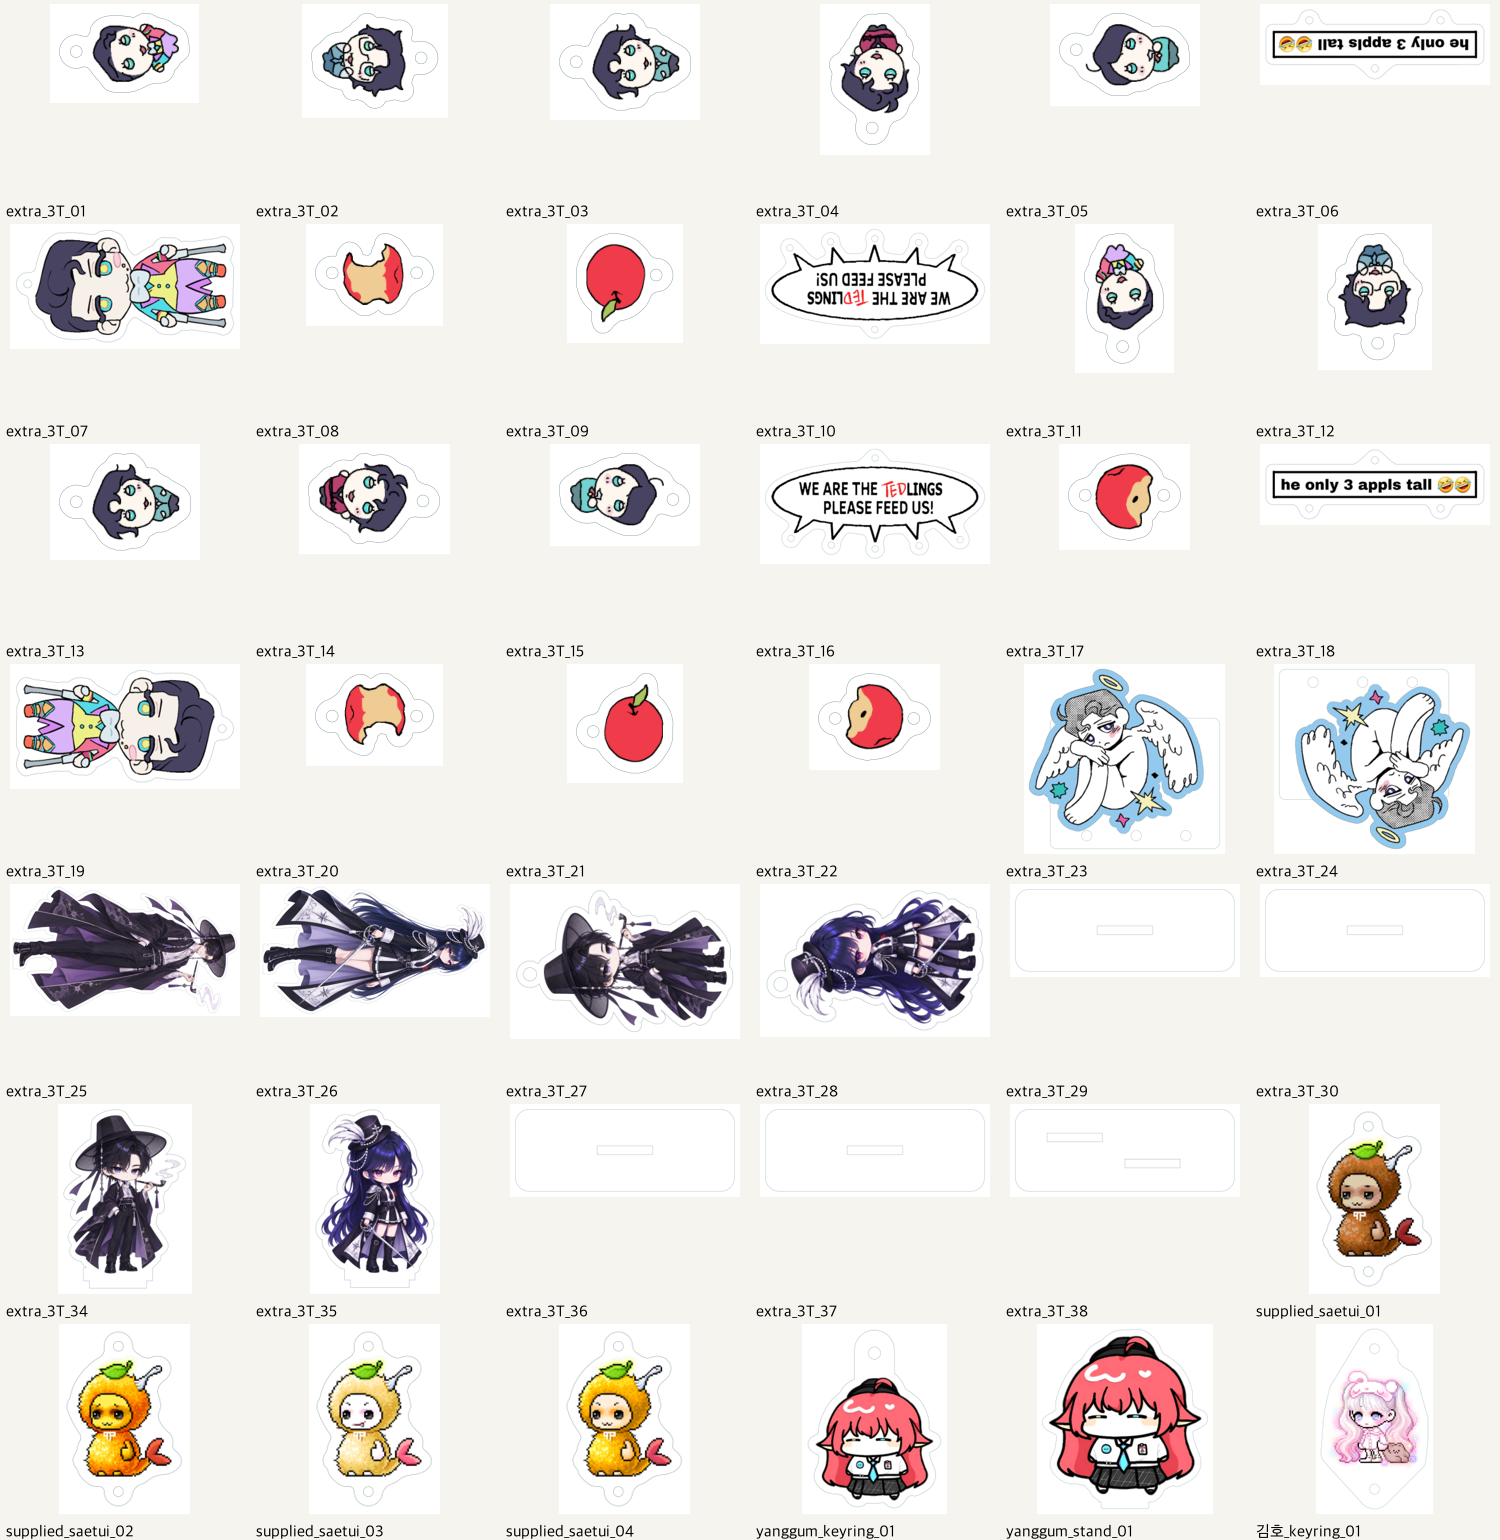 he only 3 appls tall 🤣🤣
extra_3T_01 extra_3T_02 extra_3T_03 extra_3T_04 extra_3T_05 extra_3T_06
WE ARE THE TEDLINGS
PLEASE FEED US!
extra_3T_07 extra_3T_08 extra_3T_09 extra_3T_10 extra_3T_11 extra_3T_12
WE ARE THE TEDLINGS
PLEASE FEED US!
he only 3 appls tall 🤣🤣
extra_3T_13 extra_3T_14 extra_3T_15 extra_3T_16 extra_3T_17 extra_3T_18
extra_3T_19 extra_3T_20 extra_3T_21 extra_3T_22 extra_3T_23 extra_3T_24
extra_3T_25 extra_3T_26 extra_3T_27 extra_3T_28 extra_3T_29 extra_3T_30
extra_3T_34 extra_3T_35 extra_3T_36 extra_3T_37 extra_3T_38 supplied_saetui_01
supplied_saetui_02 supplied_saetui_03 supplied_saetui_04 yanggum_keyring_01 yanggum_stand_01 김호_keyring_01